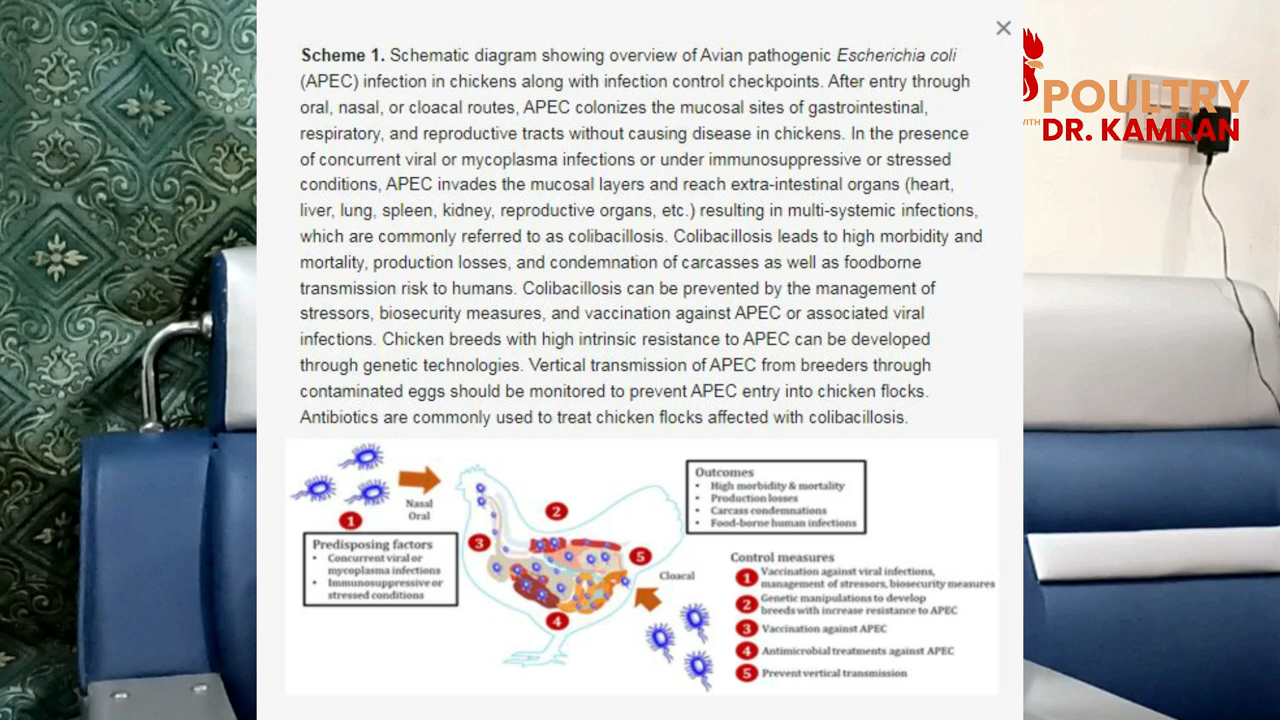 Scheme 1. Schematic diagram showing overview of Avian pathogenic Escherichia coli
(APEC) infection in chickens along with infection control checkpoints. After entry through
oral, nasal, or cloacal routes, APEC colonizes the mucosal sites of gastrointestinal,
respiratory, and reproductive tracts without causing disease in chickens. In the presence
of concurrent viral or mycoplasma infections or under immunosuppressive or stressed
conditions, APEC invades the mucosal layers and reach extra-intestinal organs (heart,
liver, lung, spleen, kidney, reproductive organs, etc.) resulting in multi-systemic infections,
which are commonly referred to as colibacillosis. Colibacillosis leads to high morbidity and
mortality, production losses, and condemnation of carcasses as well as foodborne
transmission risk to humans. Colibacillosis can be prevented by the management of
stressors, biosecurity measures, and vaccination against APEC or associated viral
infections. Chicken breeds with high intrinsic resistance to APEC can be developed
through genetic technologies. Vertical transmission of APEC from breeders through
contaminated eggs should be monitored to prevent APEC entry into chicken flocks.
Antibiotics are commonly used to treat chicken flocks affected with colibacillosis.
POULTRY
WITH
DR. KAMRAN
Nasal
Oral
1
Predisposing factors
• Concurrent viral or
mycoplasma infections
• Immunosuppressive or
stressed conditions
2
3
4
5
Cloacal
Outcomes
• High morbidity & mortality
• Production losses
• Carcass condemnations
• Food-borne human infections
Control measures
1 Vaccination against viral infections,
management of stressors, biosecurity measures
2 Genetic manipulations to develop
breeds with increase resistance to APEC
3 Vaccination against APEC
4 Antimicrobial treatments against APEC
5 Prevent vertical transmission